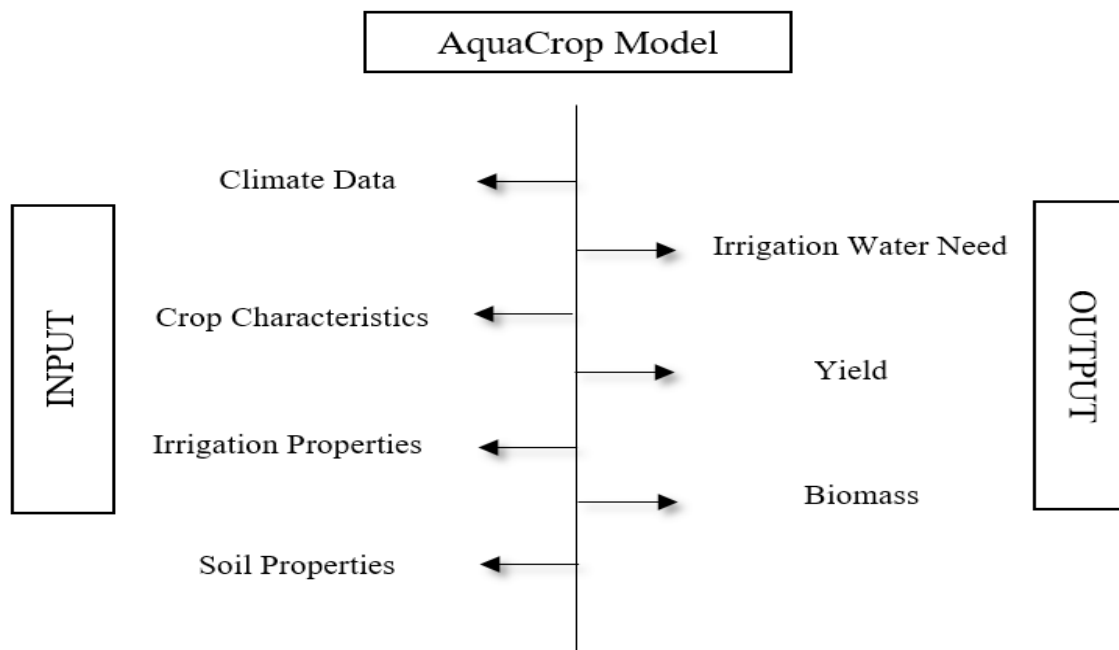 AquaCrop Model
INPUT
Climate Data
Crop Characteristics
Irrigation Properties
Soil Properties
Irrigation Water Need
Yield
Biomass
OUTPUT